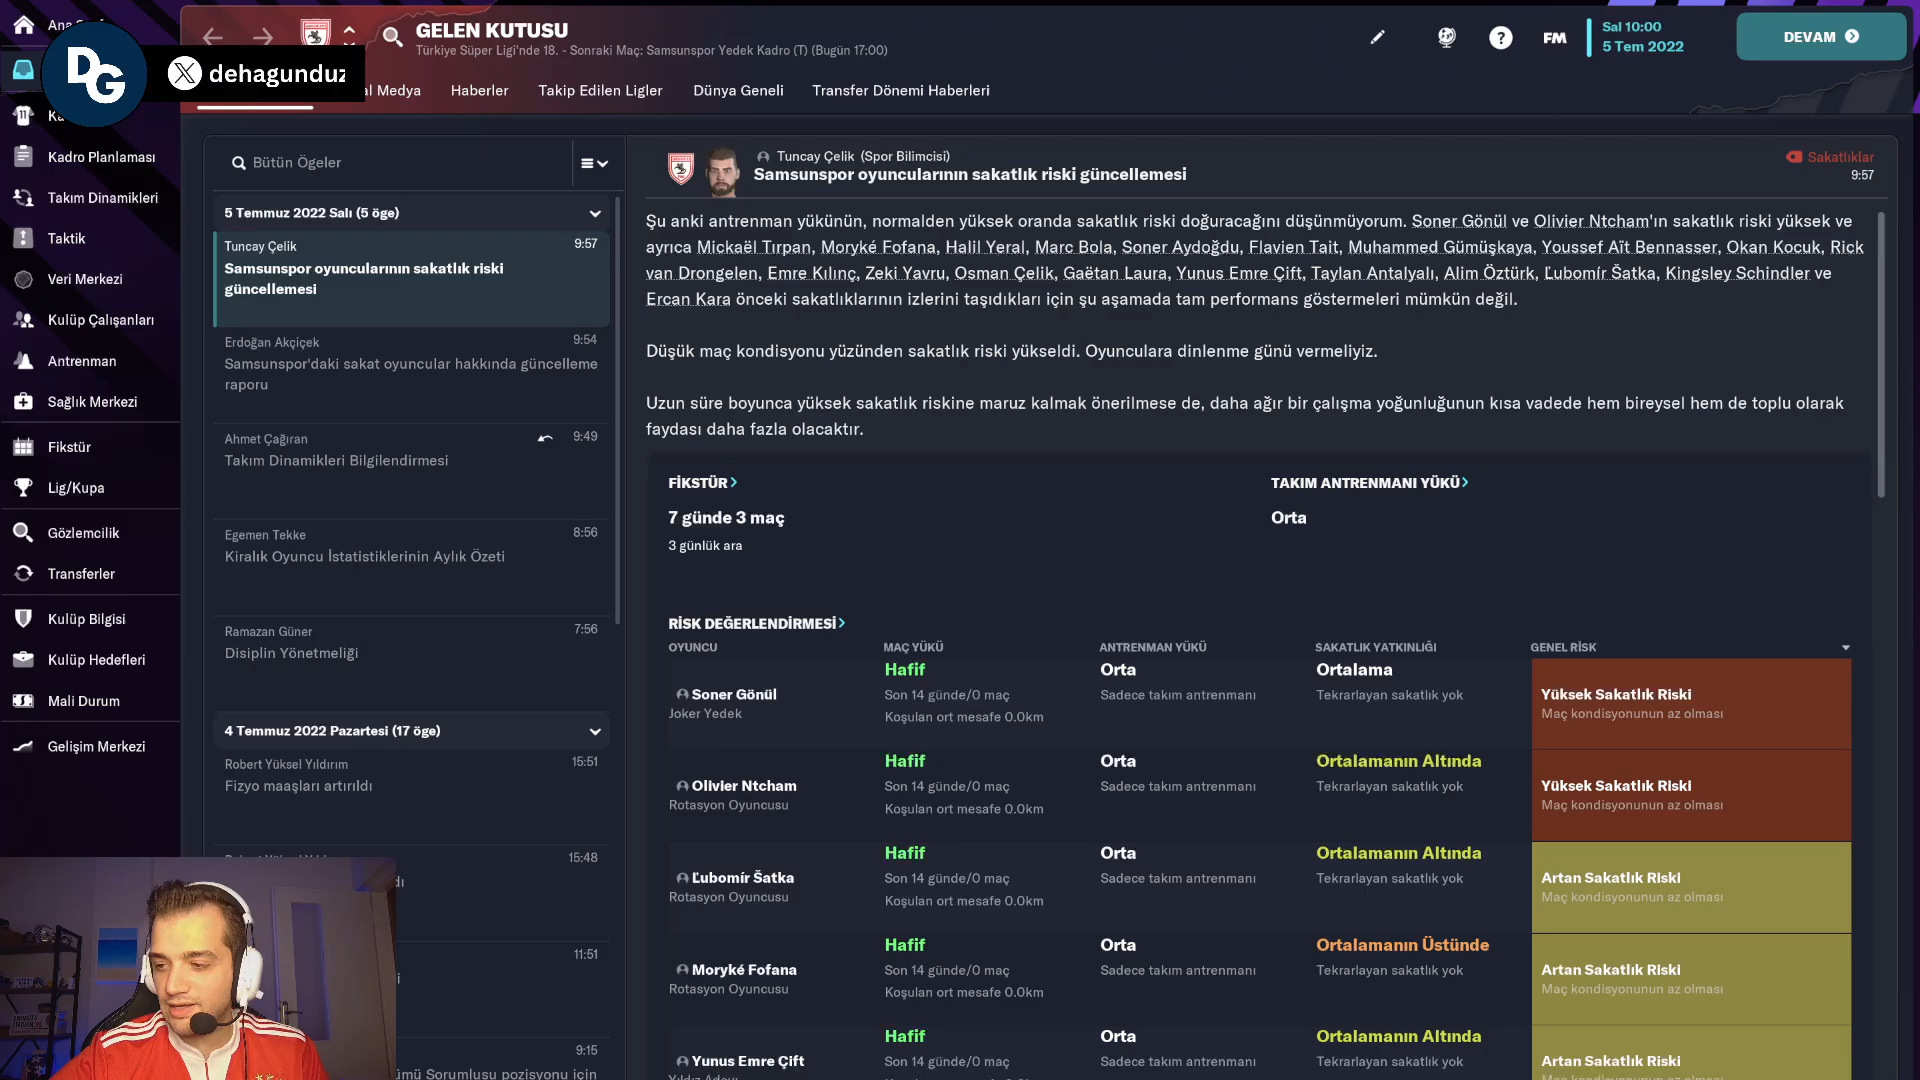 GELEN KUTUSU
Türkiye Süper Ligi'nde 18. - Sonraki Maç: Samsunspor Yedek Kadro (T) (Bugün 17:00)
FM
Sal 10:00
5 Tem 2022
DEVAM
DG
dehagunduz
al Medya
Haberler
Takip Edilen Ligler
Dünya Geneli
Transfer Dönemi Haberleri
Kadro Planlaması
Takım Dinamikleri
Taktik
Veri Merkezi
Kulüp Çalışanları
Antrenman
Sağlık Merkezi
Fikstür
Lig/Kupa
Gözlemcilik
Transferler
Kulüp Bilgisi
Kulüp Hedefleri
Mali Durum
Gelişim Merkezi
Bütün Ögeler
5 Temmuz 2022 Salı (5 öge)
Tuncay Çelik 9:57
Samsunspor oyuncularının sakatlık riski
güncellemesi
Erdoğan Akçiçek 9:54
Samsunspor'daki sakat oyuncular hakkında güncelleme
raporu
Ahmet Çağıran 9:49
Takım Dinamikleri Bilgilendirmesi
Egemen Tekke 8:56
Kiralık Oyuncu İstatistiklerinin Aylık Özeti
Ramazan Güner 7:56
Disiplin Yönetmeliği
4 Temmuz 2022 Pazartesi (17 öge)
Robert Yüksel Yıldırım 15:51
Fizyo maaşları artırıldı
15:48
11:51
9:15
ümü Sorumlusu pozisyonu için
Tuncay Çelik (Spor Bilimcisi)
Samsunspor oyuncularının sakatlık riski güncellemesi
Sakatlıklar
9:57
Şu anki antrenman yükünün, normalden yüksek oranda sakatlık riski doğuracağını düşünmüyorum. Soner Gönül ve Olivier Ntcham'ın sakatlık riski yüksek ve
ayrıca Mickaël Tırpan, Moryké Fofana, Halil Yeral, Marc Bola, Soner Aydoğdu, Flavien Tait, Muhammed Gümüşkaya, Youssef Aït Bennasser, Okan Kocuk, Rick
van Drongelen, Emre Kılınç, Zeki Yavru, Osman Çelik, Gaëtan Laura, Yunus Emre Çift, Taylan Antalyalı, Alim Öztürk, Ľubomír Šatka, Kingsley Schindler ve
Ercan Kara önceki sakatlıklarının izlerini taşıdıkları için şu aşamada tam performans göstermeleri mümkün değil.
Düşük maç kondisyonu yüzünden sakatlık riski yükseldi. Oyunculara dinlenme günü vermeliyiz.
Uzun süre boyunca yüksek sakatlık riskine maruz kalmak önerilmese de, daha ağır bir çalışma yoğunluğunun kısa vadede hem bireysel hem de toplu olarak
faydası daha fazla olacaktır.
FİKSTÜR
7 günde 3 maç
3 günlük ara
TAKIM ANTRENMANI YÜKÜ
Orta
RİSK DEĞERLENDİRMESİ
OYUNCU MAÇ YÜKÜ ANTRENMAN YÜKÜ SAKATLIK YATKINLIĞI GENEL RİSK
Hafif Orta Ortalama
Soner Gönül Son 14 günde/0 maç Sadece takım antrenmanı Tekrarlayan sakatlık yok Yüksek Sakatlık Riski
Joker Yedek Koşulan ort mesafe 0.0km Maç kondisyonunun az olması
Hafif Orta Ortalamanın Altında
Olivier Ntcham Son 14 günde/0 maç Sadece takım antrenmanı Tekrarlayan sakatlık yok Yüksek Sakatlık Riski
Rotasyon Oyuncusu Koşulan ort mesafe 0.0km Maç kondisyonunun az olması
Hafif Orta Ortalamanın Altında
Ľubomír Šatka Son 14 günde/0 maç Sadece takım antrenmanı Tekrarlayan sakatlık yok Artan Sakatlık Riski
Rotasyon Oyuncusu Koşulan ort mesafe 0.0km Maç kondisyonunun az olması
Hafif Orta Ortalamanın Üstünde
Moryké Fofana Son 14 günde/0 maç Sadece takım antrenmanı Tekrarlayan sakatlık yok Artan Sakatlık Riski
Rotasyon Oyuncusu Koşulan ort mesafe 0.0km Maç kondisyonunun az olması
Hafif Orta Ortalamanın Altında
Yunus Emre Çift Son 14 günde/0 maç Sadece takım antrenmanı Tekrarlayan sakatlık yok Artan Sakatlık Riski